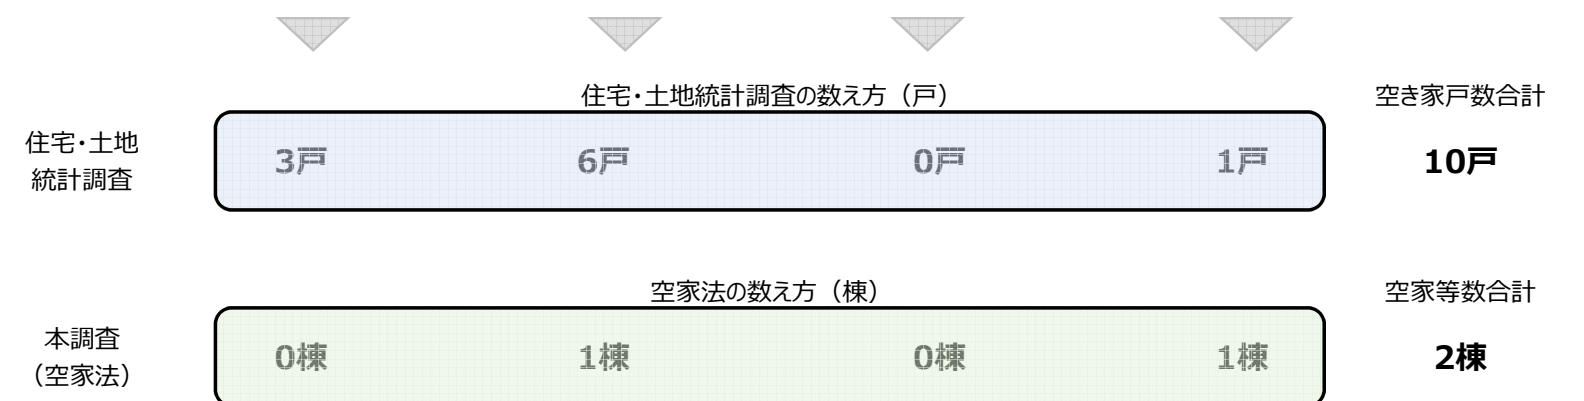 住宅・土地統計調査の数え方（戸）
空き家戸数合計
住宅・土地
統計調査
3戸 6戸 0戸 1戸
10戸
空家法の数え方（棟）
空家等数合計
本調査
（空家法）
0棟 1棟 0棟 1棟
2棟